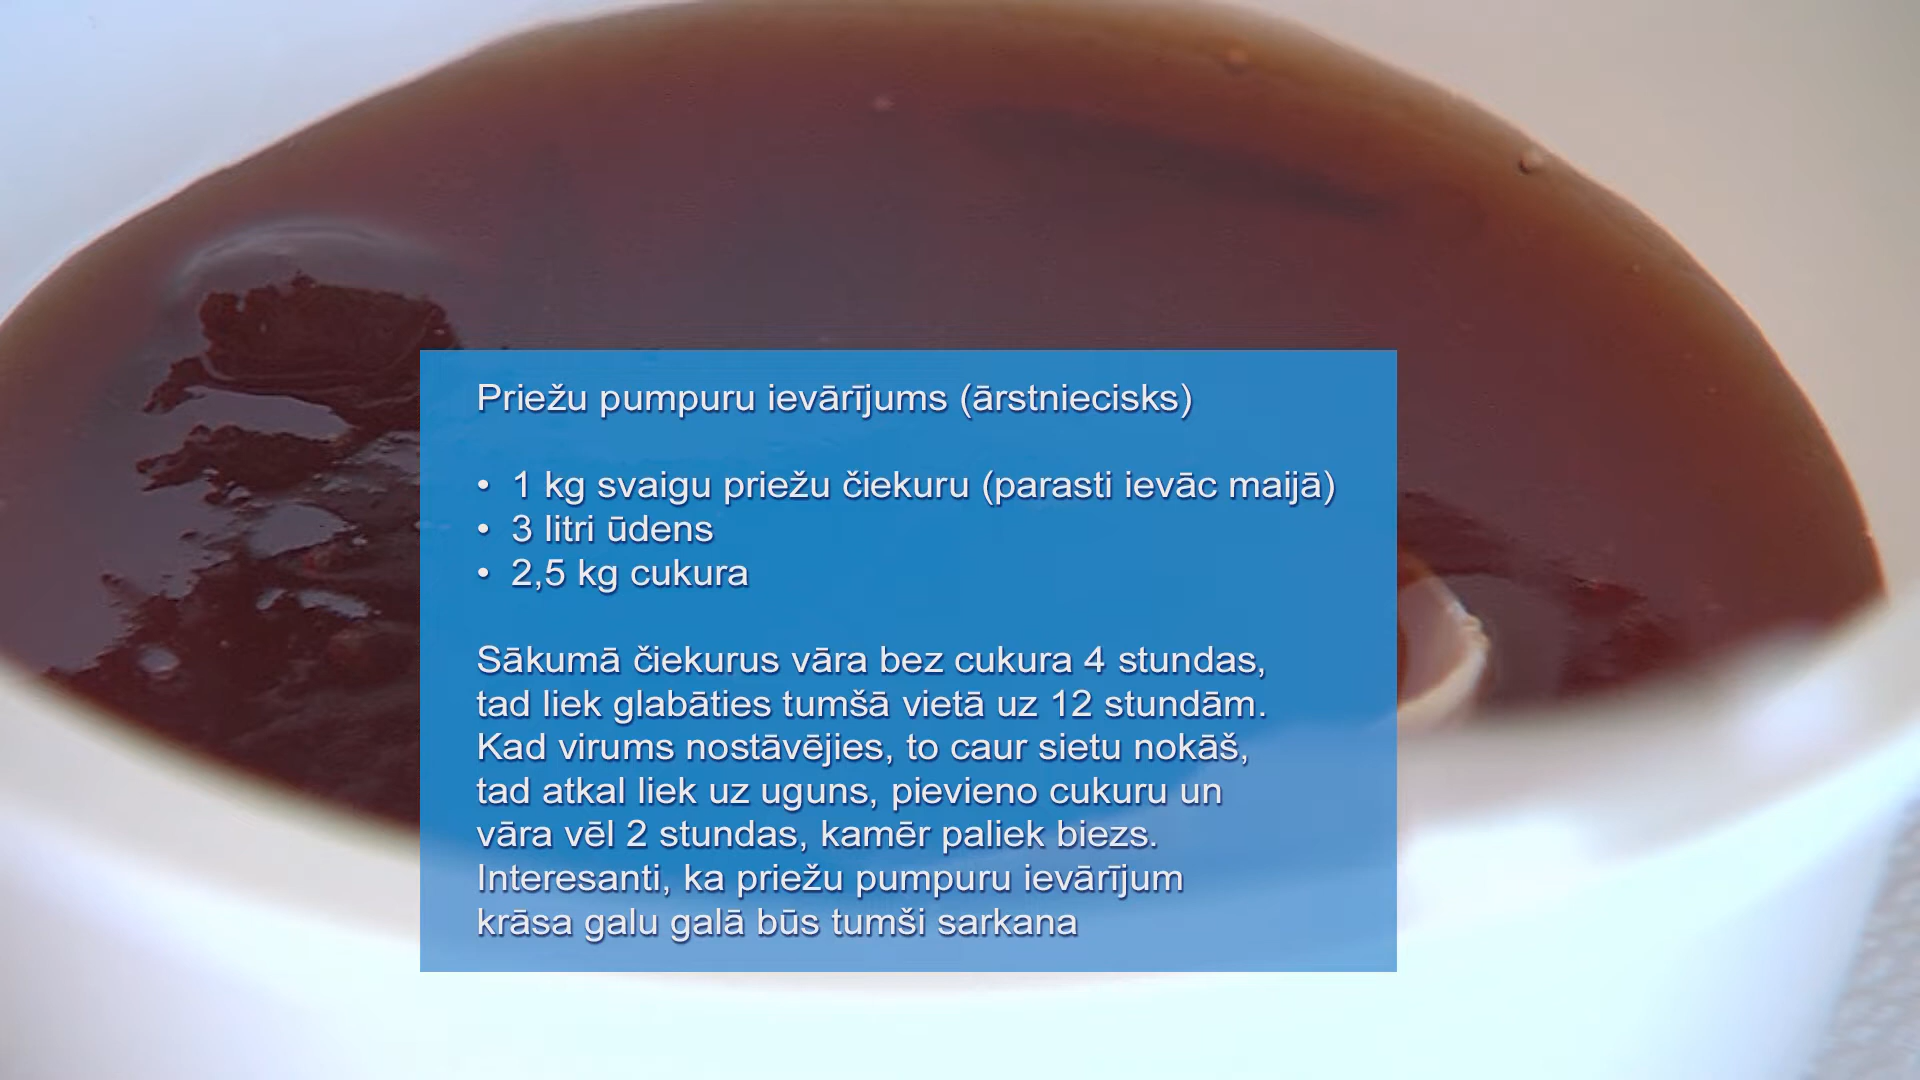 Priežu pumpuru ievārījums (ārstniecisks)
• 1 kg svaigu priežu čiekuru (parasti ievāc maijā)
• 3 litri ūdens
• 2,5 kg cukura
Sākumā čiekurus vāra bez cukura 4 stundas,
tad liek glabāties tumšā vietā uz 12 stundām.
Kad virums nostāvējies, to caur sietu nokāš,
tad atkal liek uz uguns, pievieno cukuru un
vāra vēl 2 stundas, kamēr paliek biezs.
Interesanti, ka priežu pumpuru ievārījum
krāsa galu galā būs tumši sarkana